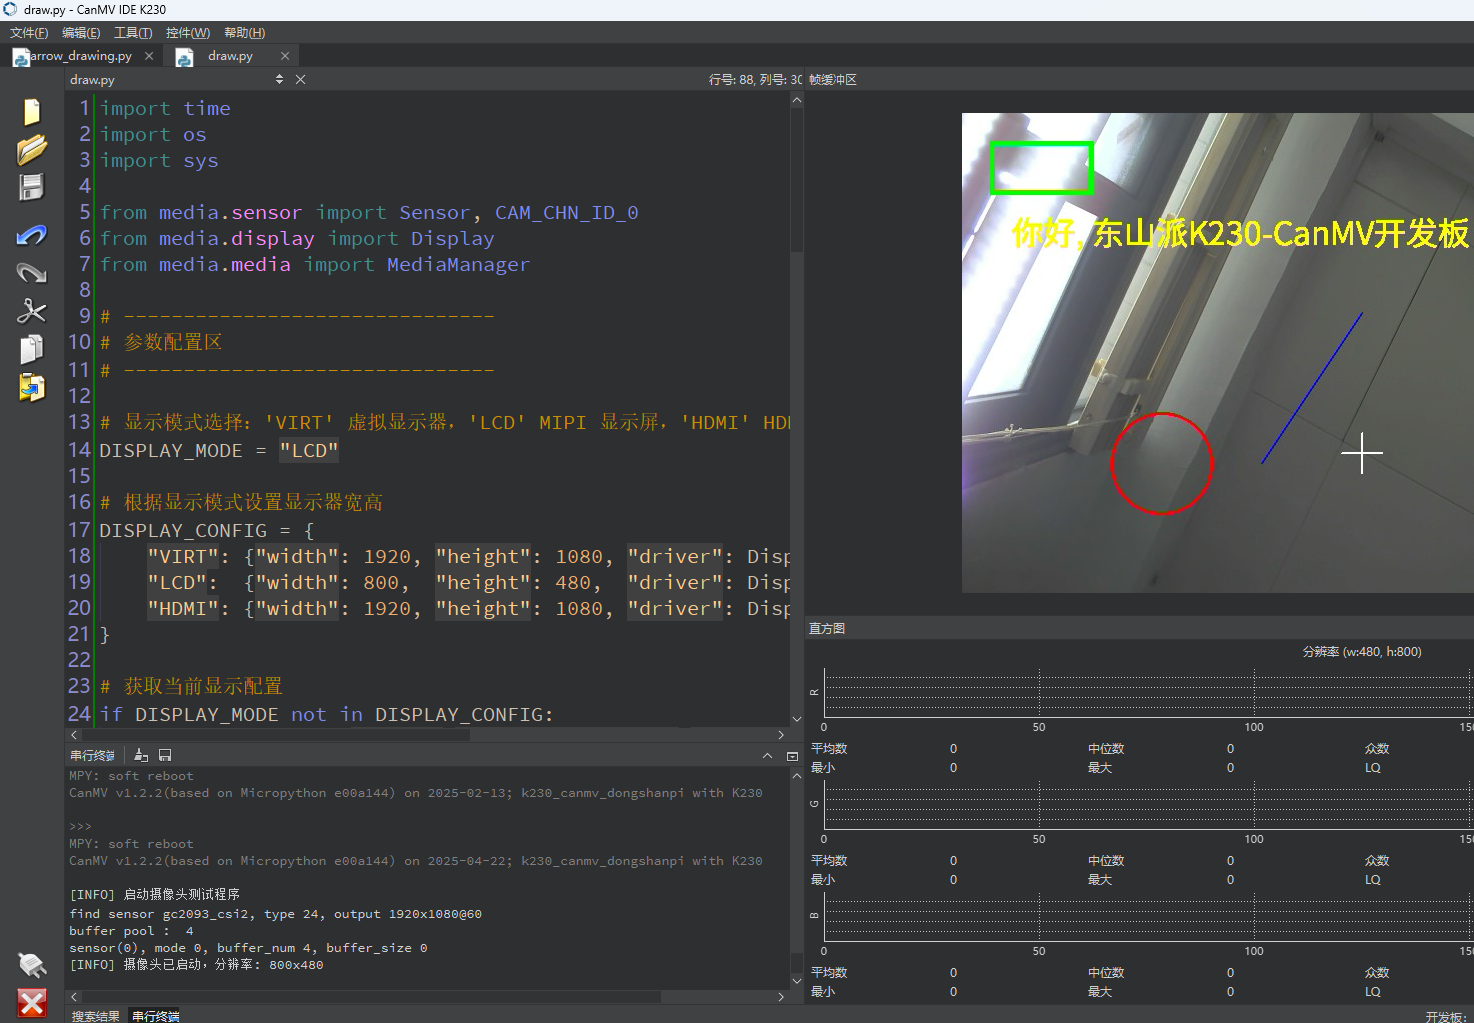 draw.py - CanMV IDE K230
文件(F) 编辑(E) 工具(T) 控件(W) 帮助(H)
arrow_drawing.py draw.py
draw.py 行号: 88, 列号: 30 帧缓冲区
1 import time
2 import os
3 import sys
4
5 from media.sensor import Sensor, CAM_CHN_ID_0
6 from media.display import Display
7 from media.media import MediaManager
8
9 # -------------------------------
10 # 参数配置区
11 # -------------------------------
12
13 # 显示模式选择: 'VIRT' 虚拟显示器, 'LCD' MIPI 显示屏, 'HDMI' HDM
14 DISPLAY_MODE = "LCD"
15
16 # 根据显示模式设置显示器宽高
17 DISPLAY_CONFIG = {
18 "VIRT": {"width": 1920, "height": 1080, "driver": Disp
19 "LCD": {"width": 800, "height": 480, "driver": Disp
20 "HDMI": {"width": 1920, "height": 1080, "driver": Disp
21 }
22
23 # 获取当前显示配置
24 if DISPLAY_MODE not in DISPLAY_CONFIG:
你好, 东山派K230-CanMV开发板
串行终端
MPY: soft reboot
CanMV v1.2.2(based on Micropython e00a144) on 2025-02-13; k230_canmv_dongshanpi with K230
>>>
MPY: soft reboot
CanMV v1.2.2(based on Micropython e00a144) on 2025-04-22; k230_canmv_dongshanpi with K230
[INFO] 启动摄像头测试程序
find sensor gc2093_csi2, type 24, output 1920x1080@60
buffer pool : 4
sensor(0), mode 0, buffer_num 4, buffer_size 0
[INFO] 摄像头已启动，分辨率: 800x480
搜索结果 串行终端
直方图
分辨率 (w:480, h:800)
R
0 50 100 150
平均数 0 中位数 0 众数
最小 0 最大 0 LQ
G
0 50 100 150
平均数 0 中位数 0 众数
最小 0 最大 0 LQ
B
0 50 100 150
平均数 0 中位数 0 众数
最小 0 最大 0 LQ
开发板: